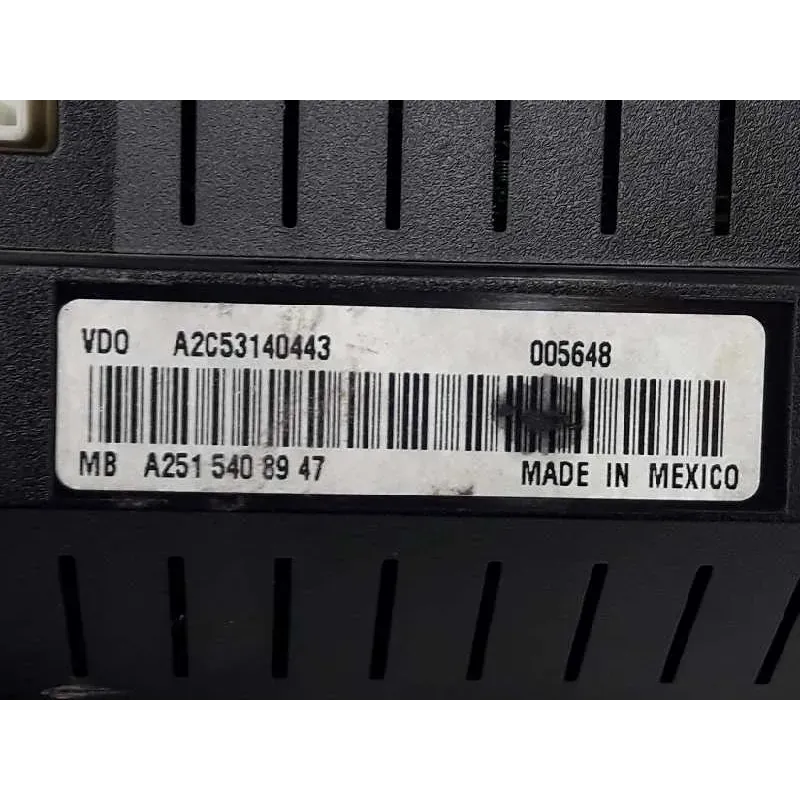 VDO A2C53140443 005648
MB A251 540 89 47 MADE IN MEXICO